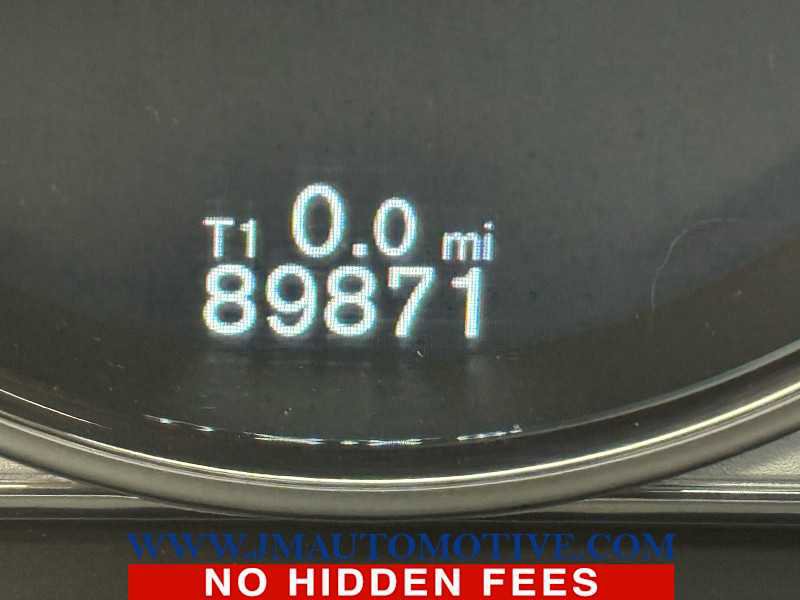 T1 0.0 mi
89871
WWW.JMAUTOMOTIVE.COM
NO HIDDEN FEES